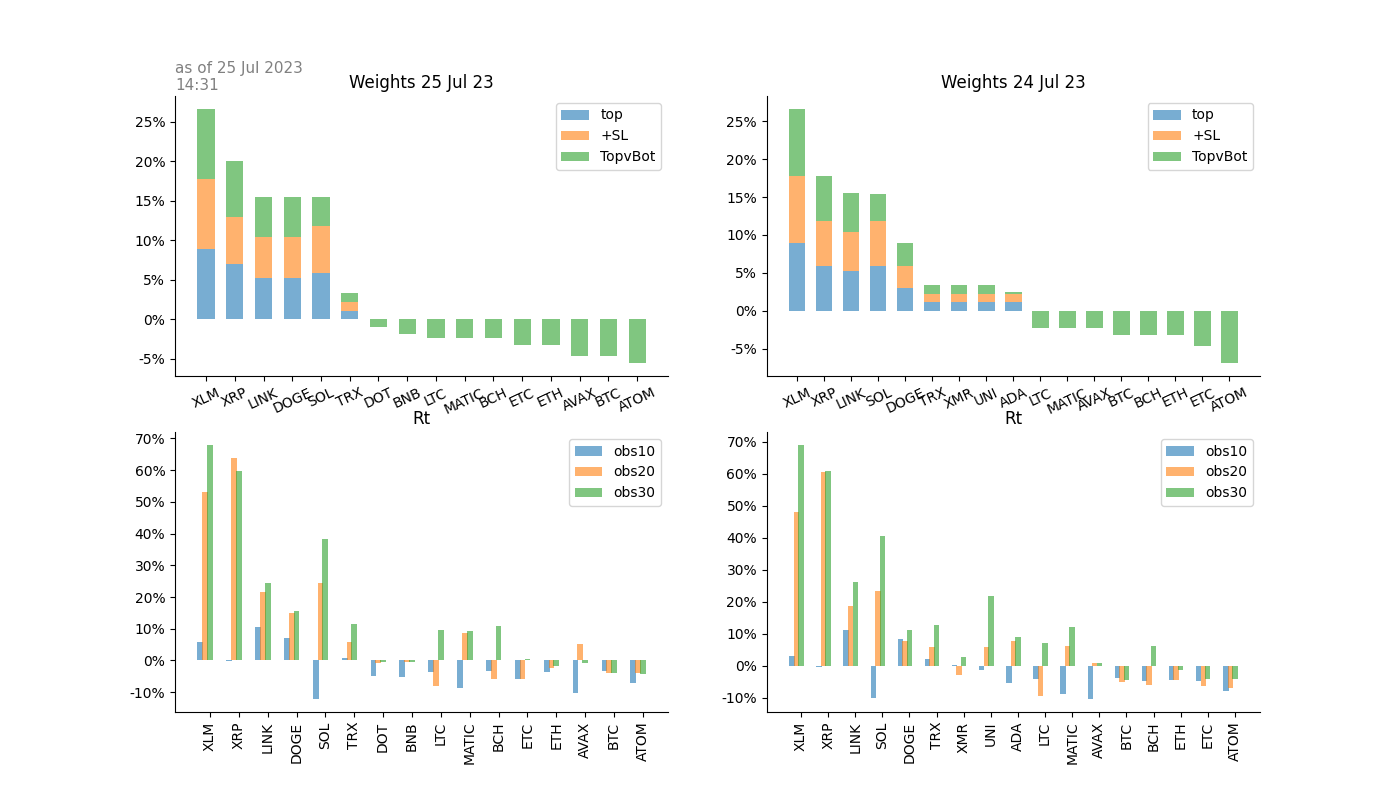 as of 25 Jul 2023
14:31
Weights 25 Jul 23
25%
20%
15%
10%
5%
0%
-5%
top
+SL
TopvBot
XLM XRP LINK DOGE SOL TRX DOT BNB LTC MATIC BCH ETC ETH AVAX BTC ATOM
Weights 24 Jul 23
25%
20%
15%
10%
5%
0%
-5%
top
+SL
TopvBot
XLM XRP LINK SOL DOGE TRX XMR UNI ADA LTC MATIC AVAX BTC BCH ETH ETC ATOM
Rt
70%
60%
50%
40%
30%
20%
10%
0%
-10%
obs10
obs20
obs30
XLM XRP LINK DOGE SOL TRX DOT BNB LTC MATIC BCH ETC ETH AVAX BTC ATOM
Rt
70%
60%
50%
40%
30%
20%
10%
0%
-10%
obs10
obs20
obs30
XLM XRP LINK SOL DOGE TRX XMR UNI ADA LTC MATIC AVAX BTC BCH ETH ETC ATOM